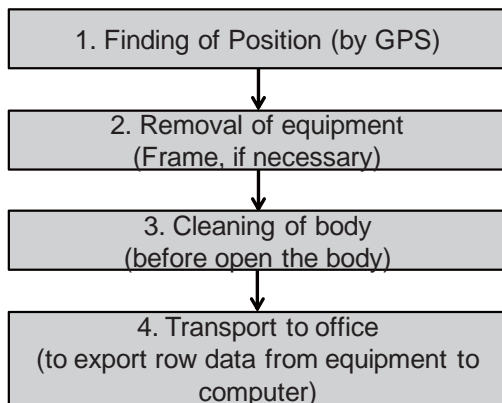 1. Finding of Position (by GPS)
2. Removal of equipment
(Frame, if necessary)
3. Cleaning of body
(before open the body)
4. Transport to office
(to export row data from equipment to
computer)